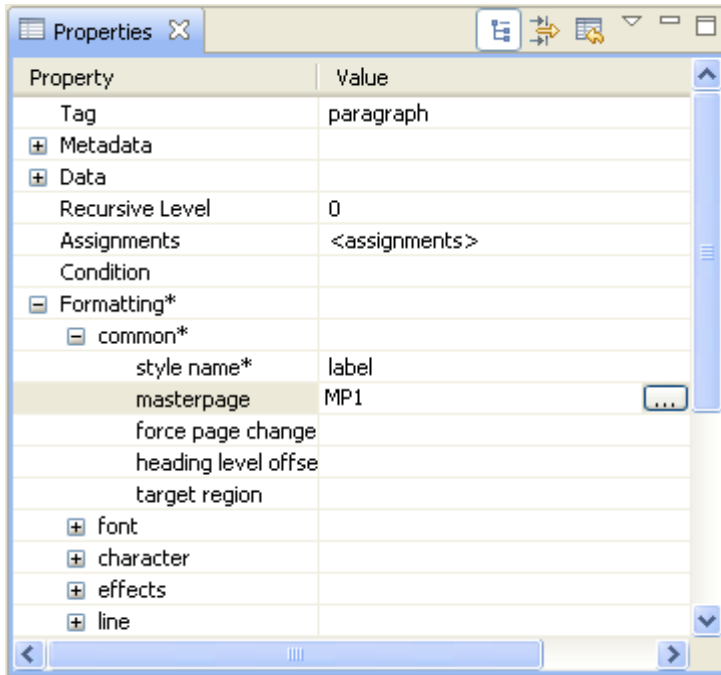 Properties
Property Value
Tag paragraph
Metadata
Data
Recursive Level 0
Assignments <assignments>
Condition
Formatting*
common*
style name* label
masterpage MP1 ...
force page change
heading level offse
target region
font
character
effects
line